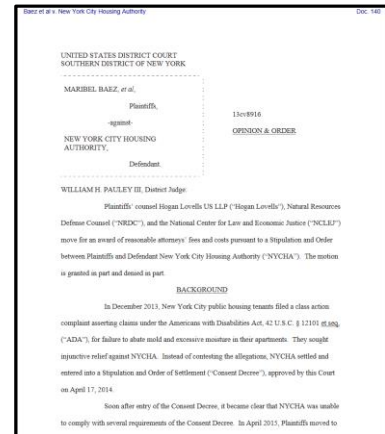 Baez et al v. New York City Housing Authority Doc. 140
UNITED STATES DISTRICT COURT
SOUTHERN DISTRICT OF NEW YORK
MARIBEL BAEZ, et al,
Plaintiffs,
-against-
13cv8916
OPINION & ORDER
NEW YORK CITY HOUSING
AUTHORITY,
Defendant.
WILLIAM H. PAULEY III, District Judge:
Plaintiffs' counsel Hogan Lovells US LLP ("Hogan Lovells"), Natural Resources
Defense Counsel ("NRDC"), and the National Center for Law and Economic Justice ("NCLEJ")
move for an award of reasonable attorneys' fees and costs pursuant to a Stipulation and Order
between Plaintiffs and Defendant New York City Housing Authority ("NYCHA"). The motion
is granted in part and denied in part.
BACKGROUND
In December 2013, New York City public housing tenants filed a class action
complaint asserting claims under the Americans with Disabilities Act, 42 U.S.C. § 12101 et seq.
("ADA"), for failure to abate mold and excessive moisture in their apartments. They sought
injunctive relief against NYCHA. Instead of contesting the allegations, NYCHA settled and
entered into a Stipulation and Order of Settlement ("Consent Decree"), approved by this Court
on April 17, 2014.
Soon after entry of the Consent Decree, it became clear that NYCHA was unable
to comply with several requirements of the Consent Decree. In April 2015, Plaintiffs moved to